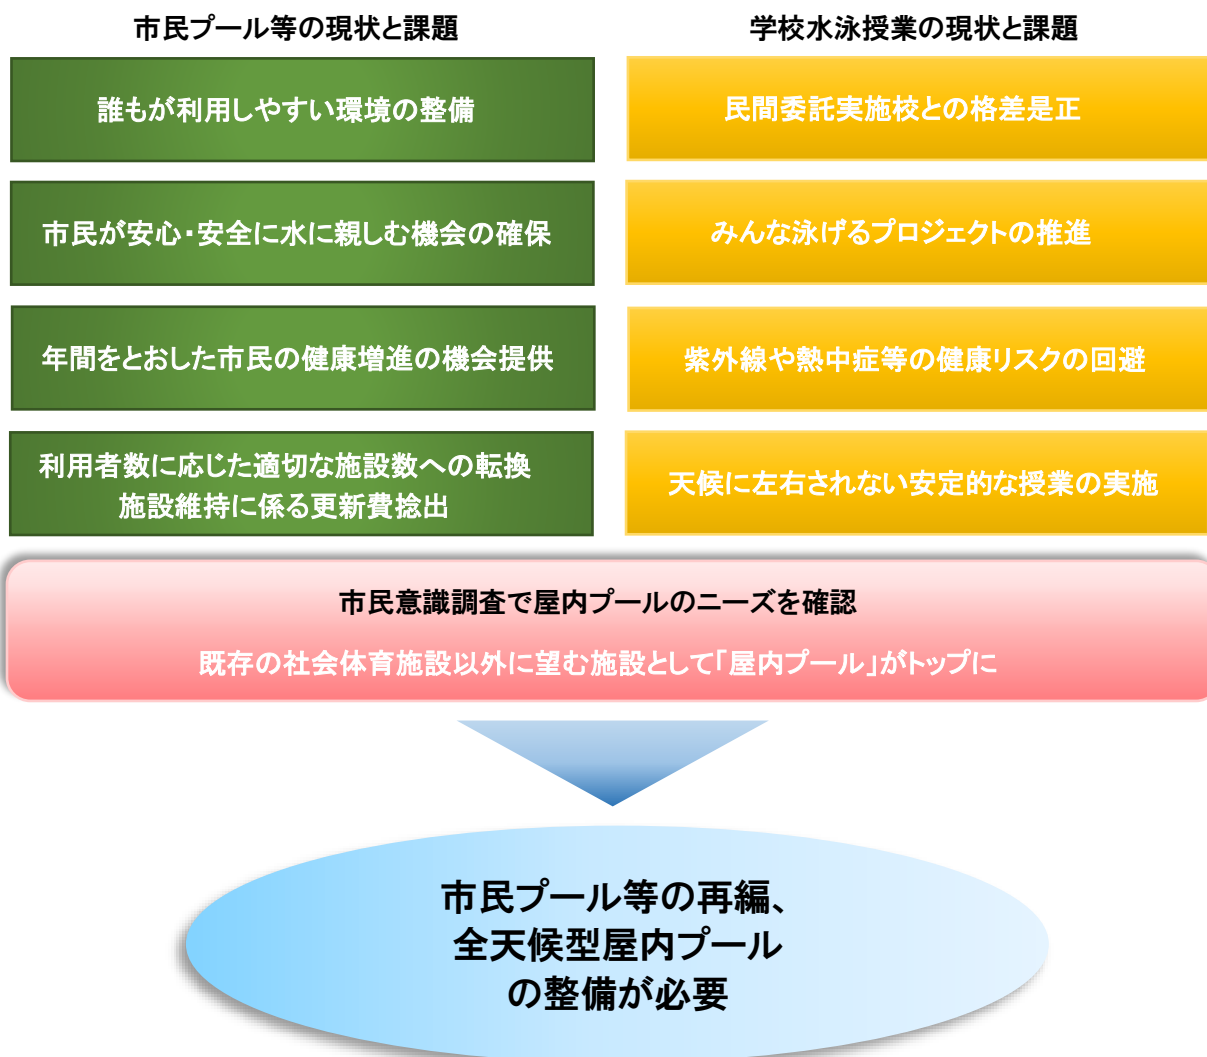 市民プール等の現状と課題
誰もが利用しやすい環境の整備
市民が安心・安全に水に親しむ機会の確保
年間をとおした市民の健康増進の機会提供
利用者数に応じた適切な施設数への転換
施設維持に係る更新費捻出
学校水泳授業の現状と課題
民間委託実施校との格差是正
みんな泳げるプロジェクトの推進
紫外線や熱中症等の健康リスクの回避
天候に左右されない安定的な授業の実施
市民意識調査で屋内プールのニーズを確認
既存の社会体育施設以外に望む施設として「屋内プール」がトップに
市民プール等の再編、
全天候型屋内プール
の整備が必要